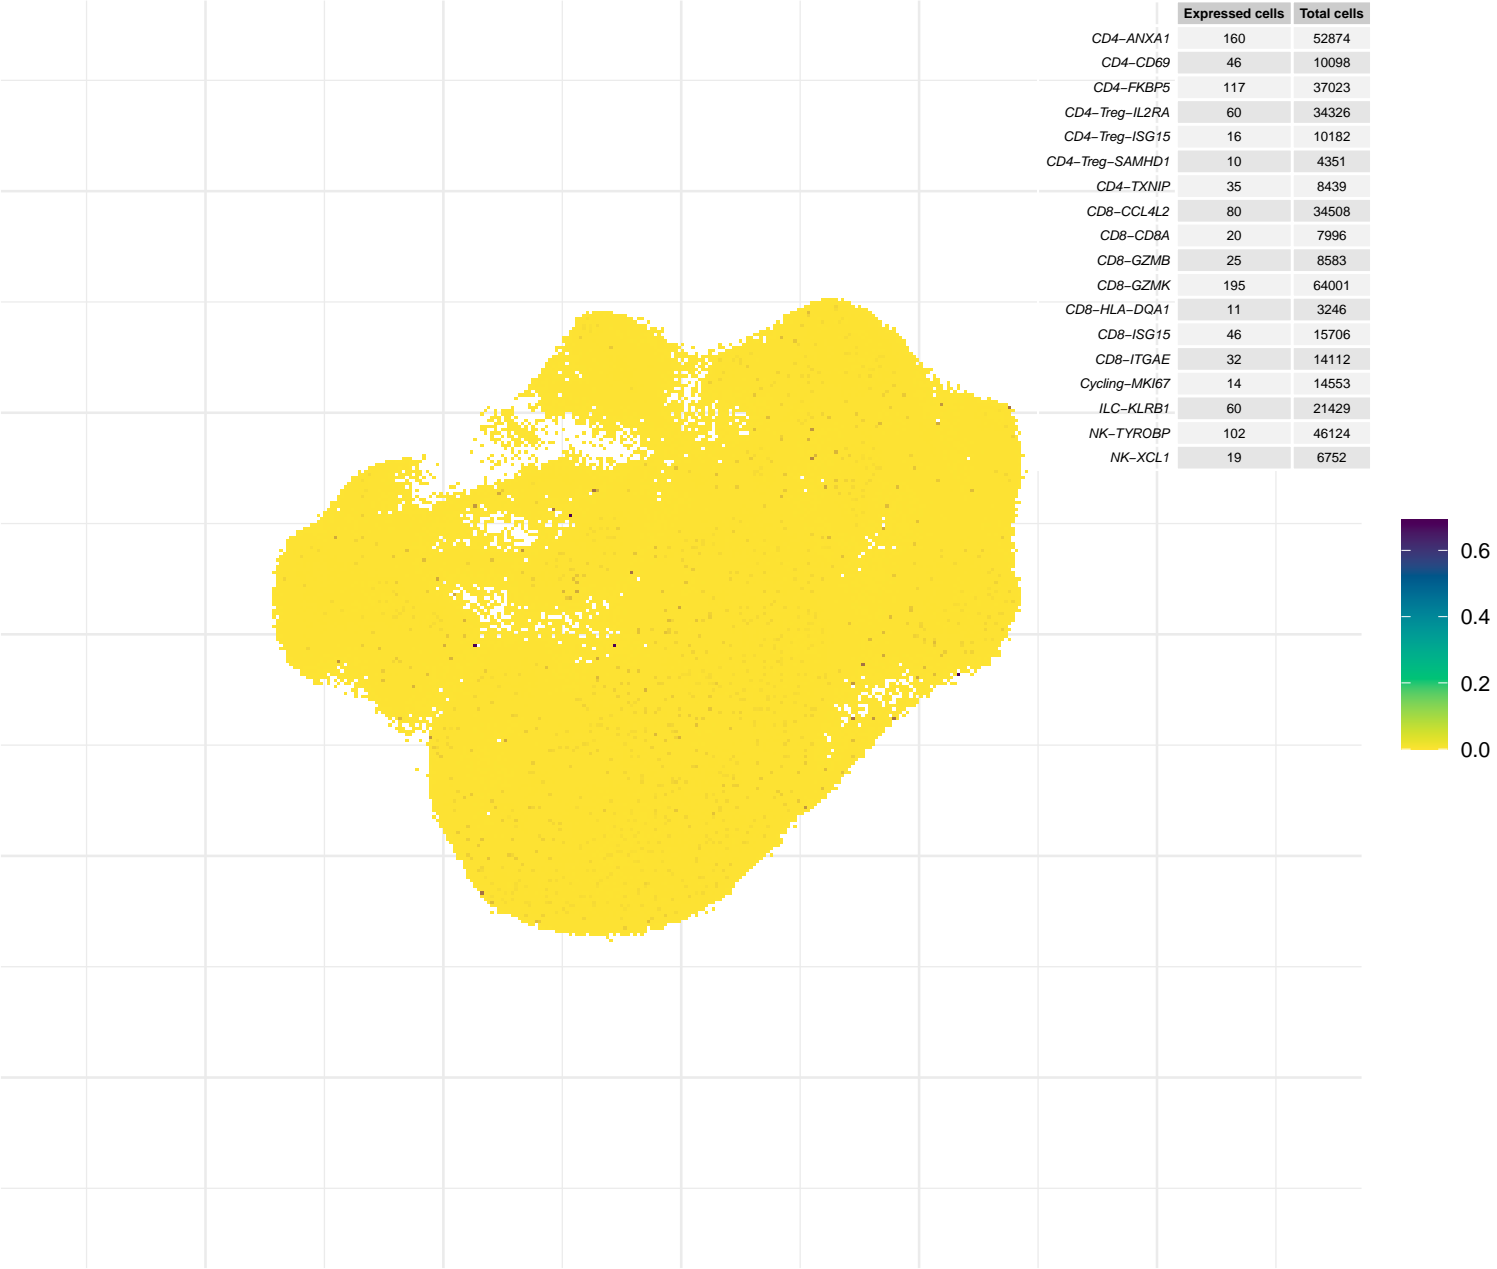 Expressed cells Total cells
CD4−ANXA1 160 52874
CD4−CD69 46 10098
CD4−FKBP5 117 37023
CD4−Treg−IL2RA 60 34326
CD4−Treg−ISG15 16 10182
CD4−Treg−SAMHD1 10 4351
CD4−TXNIP 35 8439
CD8−CCL4L2 80 34508
CD8−CD8A 20 7996
CD8−GZMB 25 8583
CD8−GZMK 195 64001
CD8−HLA−DQA1 11 3246
CD8−ISG15 46 15706
CD8−ITGAE 32 14112
Cycling−MKI67 14 14553
ILC−KLRB1 60 21429
NK−TYROBP 102 46124
NK−XCL1 19 6752
0.6
0.4
0.2
0.0